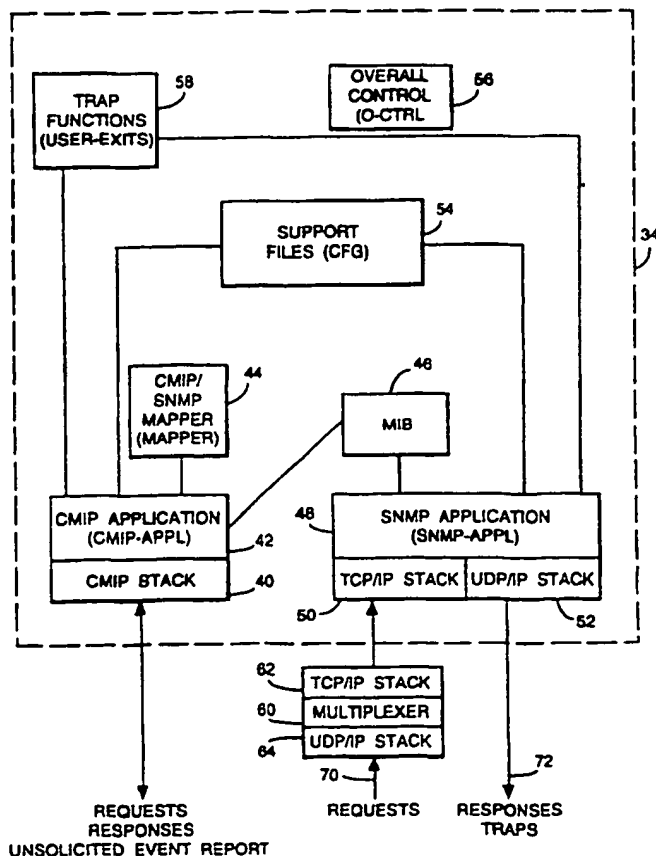 58
TRAP
FUNCTIONS
(USER-EXITS)
OVERALL
CONTROL
(O-CTRL
56
54
SUPPORT
FILES (CFG)
34
44
CMIP/
SNMP
MAPPER
(MAPPER)
46
MIB
CMIP APPLICATION
(CMIP-APPL)
42
CMIP STACK
40
48
SNMP APPLICATION
(SNMP-APPL)
TCP/IP STACK
UDP/IP STACK
50
52
62
TCP/IP STACK
60
MULTIPLEXER
64
UDP/IP STACK
70
72
REQUESTS
RESPONSES
UNSOLICITED EVENT REPORT
REQUESTS
RESPONSES
TRAPS